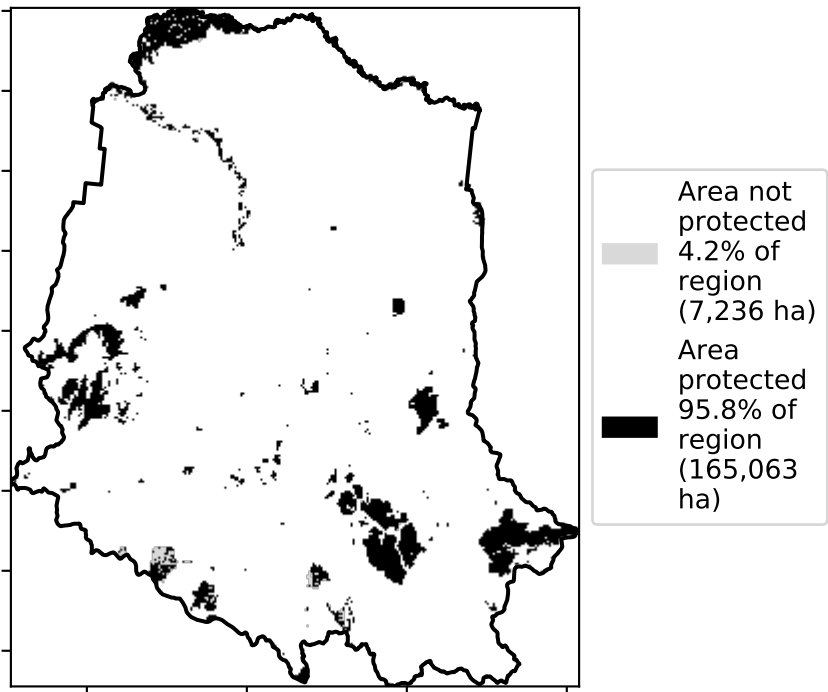 Area not
protected
4.2% of
region
(7,236 ha)
Area
protected
95.8% of
region
(165,063
ha)